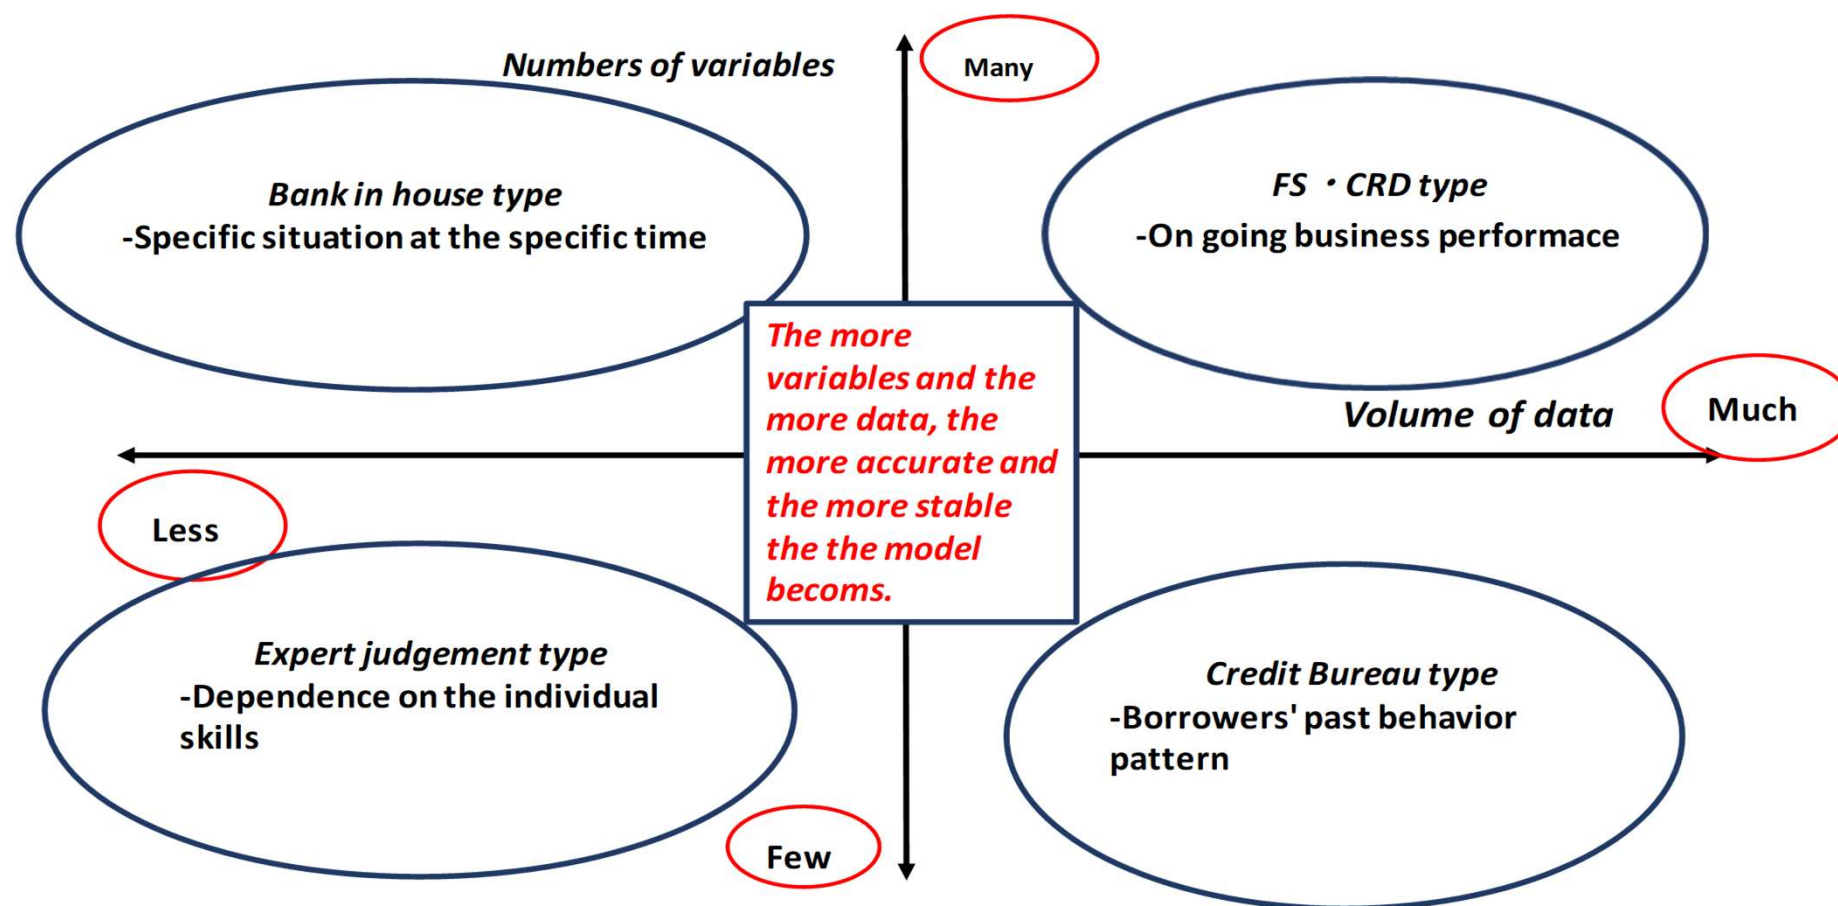 Numbers of variables
Many
Bank in house type
-Specific situation at the specific time
FS・CRD type
-On going business performace
The more
variables and the
more data, the
more accurate and
the more stable
the the model
becoms.
Volume of data
Much
Less
Expert judgement type
-Dependence on the individual
skills
Credit Bureau type
-Borrowers' past behavior
pattern
Few